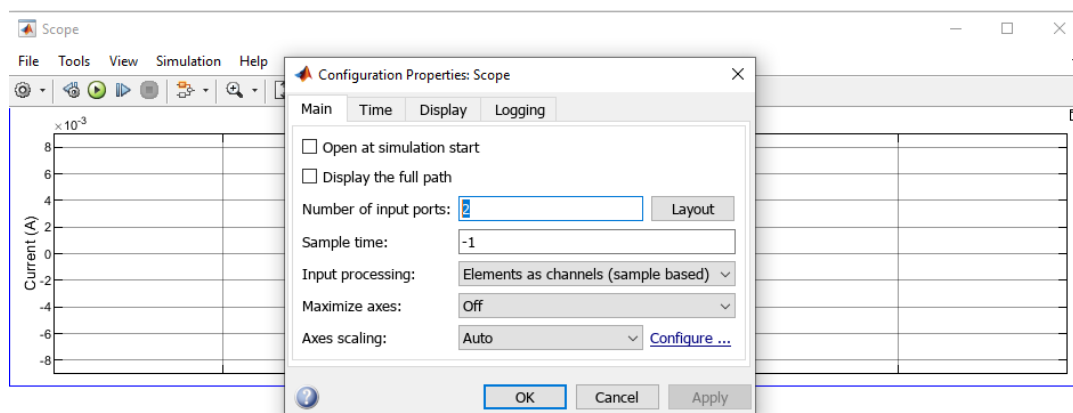 Scope
File Tools View Simulation Help
×10-3
8
6
4
2
0
-2
-4
-6
-8
Current (A)
Configuration Properties: Scope
Main Time Display Logging
Open at simulation start
Display the full path
Number of input ports: 2 Layout
Sample time: -1
Input processing: Elements as channels (sample based)
Maximize axes: Off
Axes scaling: Auto Configure ...
? OK Cancel Apply